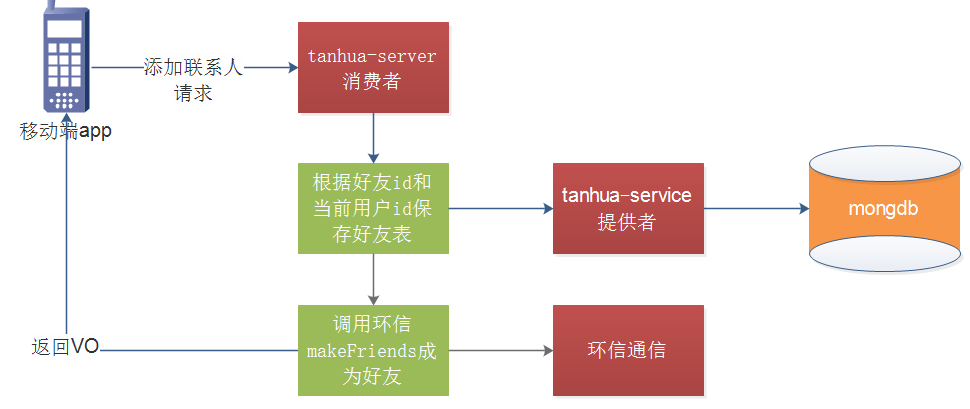 添加联系人
请求
tanhua-server
消费者
移动端app
根据好友id和
当前用户id保
存好友表
tanhua-service
提供者
mongdb
调用环信
makeFriends成
为好友
环信通信
返回VO